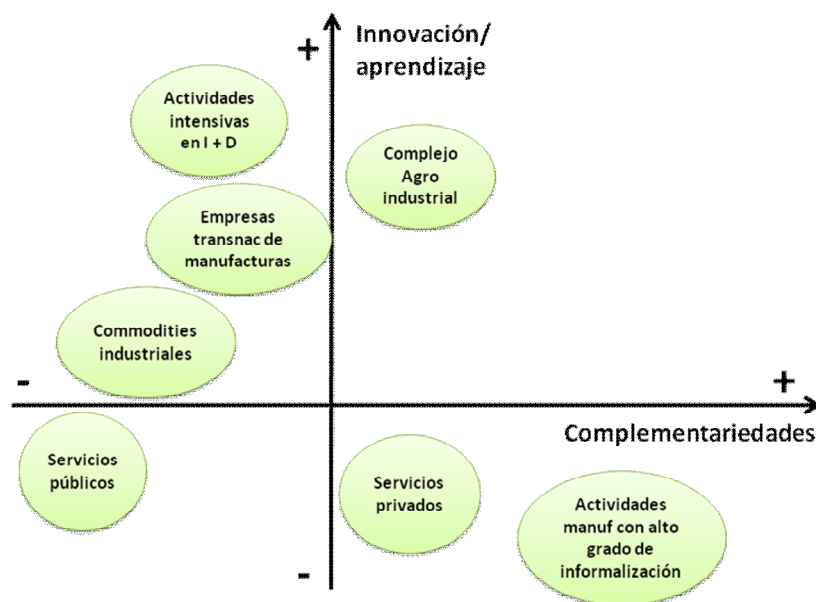 +
Innovación/
aprendizaje
Actividades
intensivas
en I + D
Complejo
Agro
industrial
Empresas
transnac de
manufacturas
Commodities
industriales
-
+
Complementariedades
Servicios
públicos
Servicios
privados
Actividades
manuf con alto
grado de
informalización
-